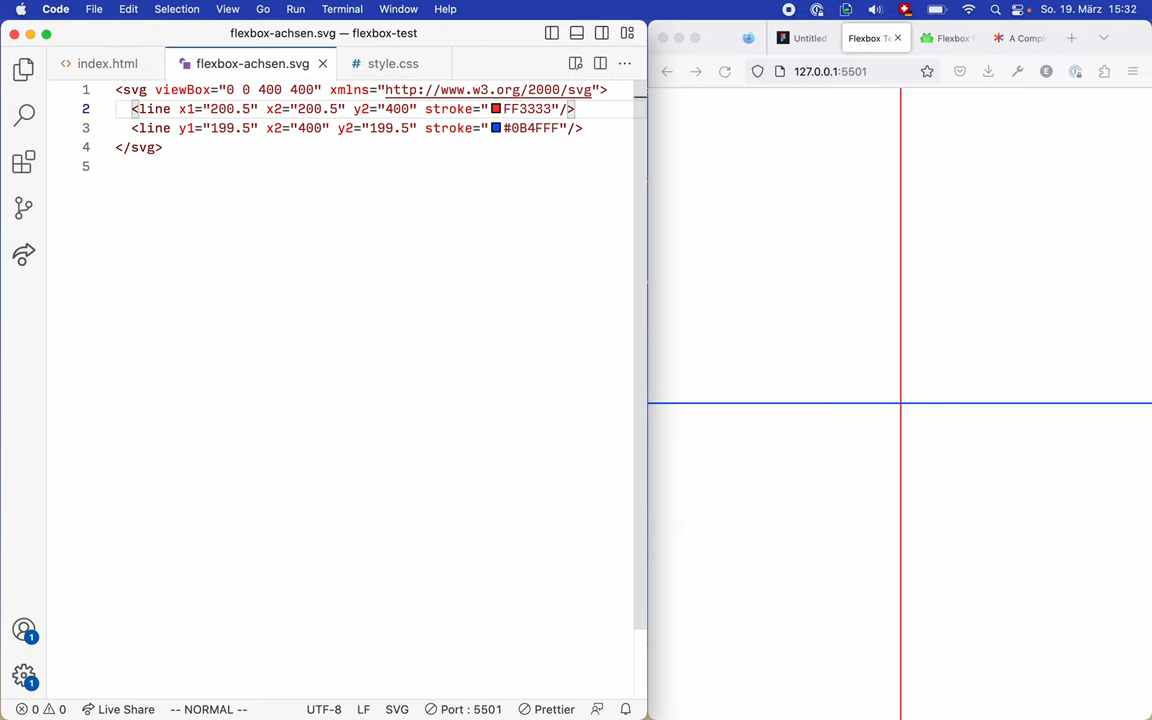 Code File Edit Selection View Go Run Terminal Window Help So. 19. März 15:32
flexbox-achsen.svg — flexbox-test
index.html flexbox-achsen.svg style.css
1 <svg viewBox="0 0 400 400" xmlns="http://www.w3.org/2000/svg">
2 <line x1="200.5" x2="200.5" y2="400" stroke="FF3333"/>
3 <line y1="199.5" x2="400" y2="199.5" stroke="#0B4FFF"/>
4 </svg>
5
1
1
0 0 Live Share -- NORMAL -- UTF-8 LF SVG Port : 5501 Prettier
Untitled Flexbox Te Flexbox A Comple
127.0.0.1:5501
E